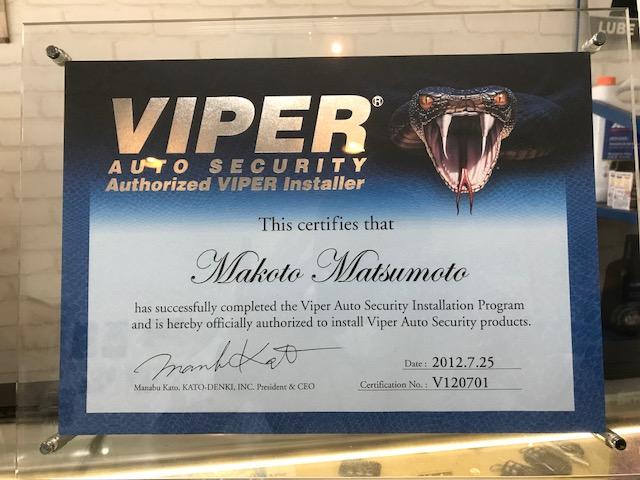 LUBE
VIPER®
AUTO SECURITY
Authorized VIPER Installer
This certifies that
Makoto Matsumoto
has successfully completed the Viper Auto Security Installation Program
and is hereby officially authorized to install Viper Auto Security products.
Manabu Kato
Manabu Kato, KATO-DENKI, INC. President & CEO
Date : 2012.7.25
Certification No. : V120701